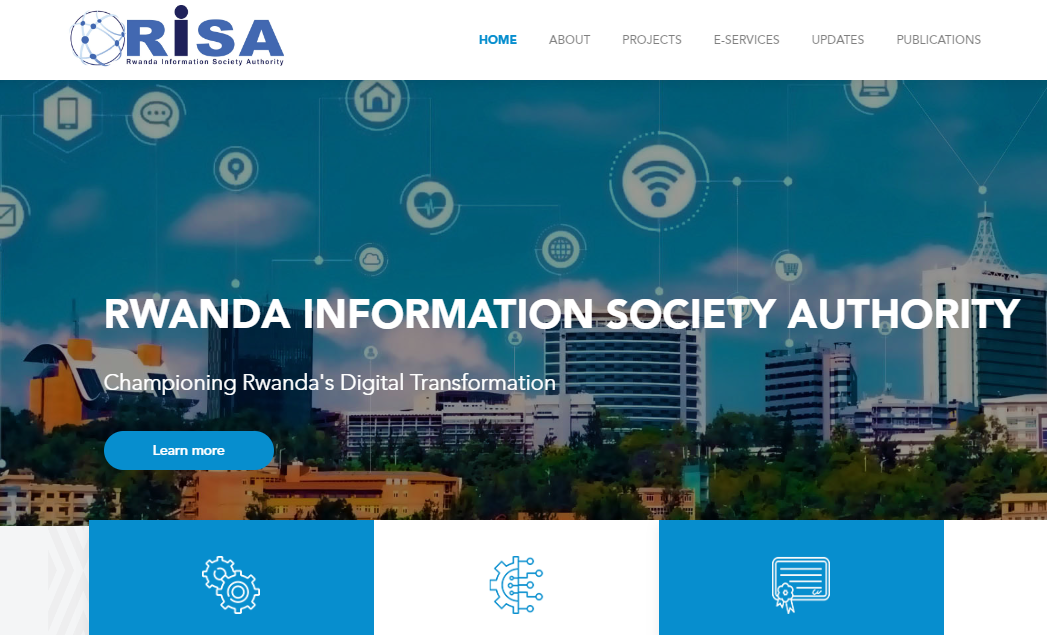 RiSA
Rwanda Information Society Authority
HOME ABOUT PROJECTS E-SERVICES UPDATES PUBLICATIONS
RWANDA INFORMATION SOCIETY AUTHORITY
Championing Rwanda's Digital Transformation
Learn more